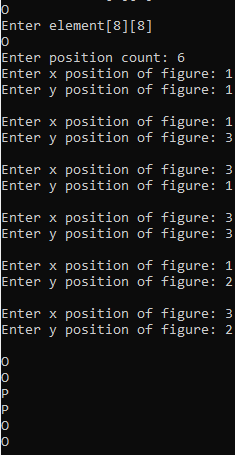 O
Enter element[8][8]
O
Enter position count: 6
Enter x position of figure: 1
Enter y position of figure: 1
Enter x position of figure: 1
Enter y position of figure: 3
Enter x position of figure: 3
Enter y position of figure: 1
Enter x position of figure: 3
Enter y position of figure: 3
Enter x position of figure: 1
Enter y position of figure: 2
Enter x position of figure: 3
Enter y position of figure: 2
O
O
P
P
O
O